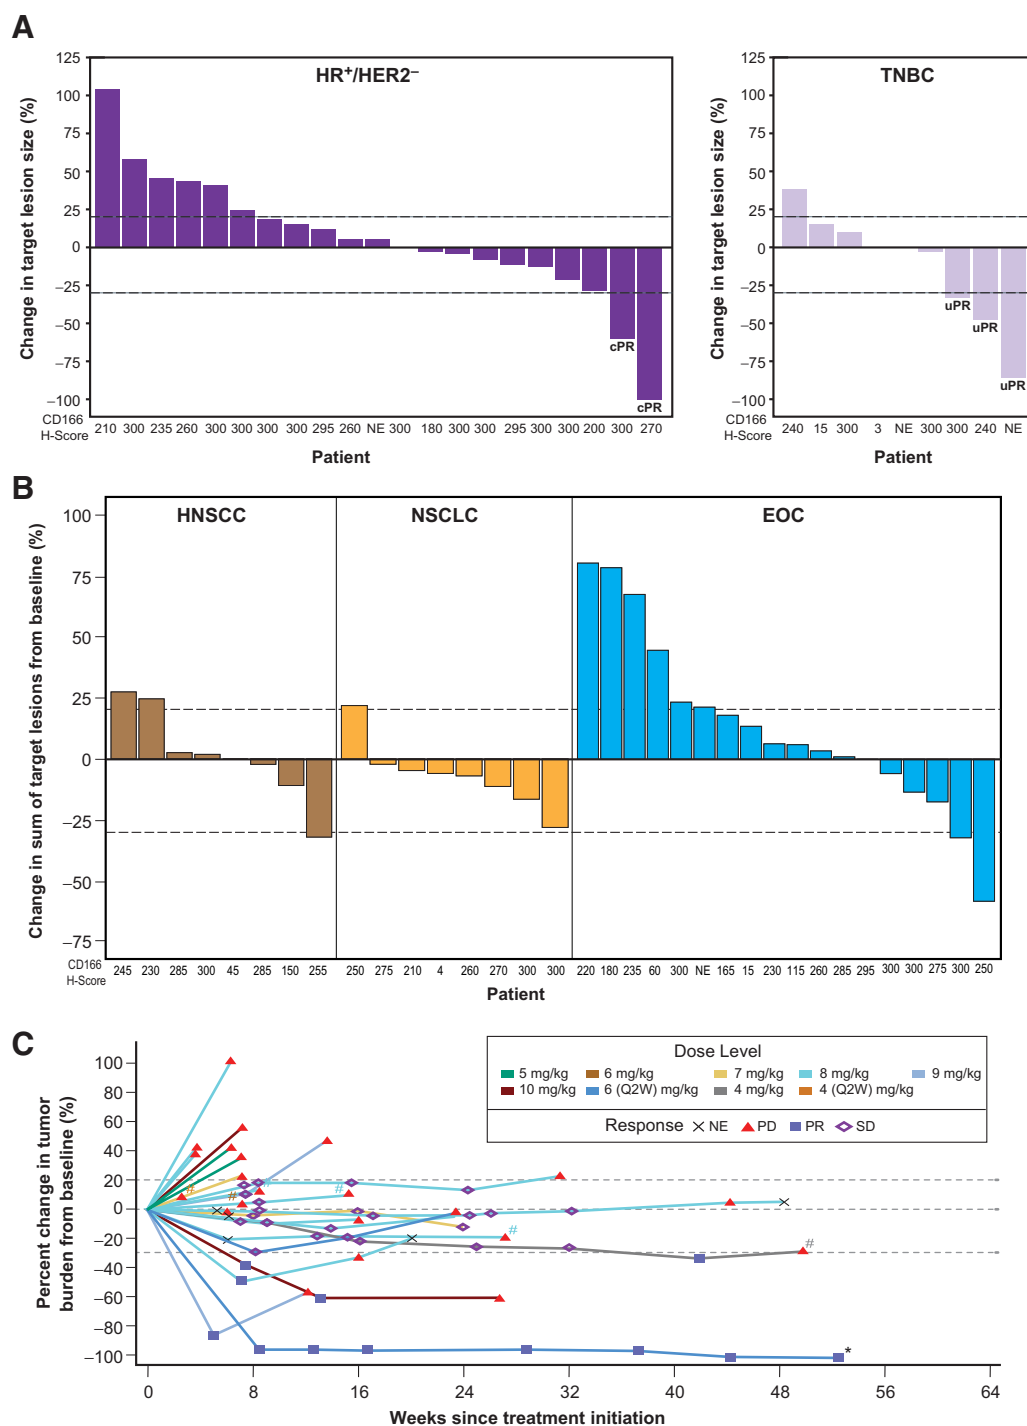 A
HR+/HER2–
TNBC
Change in target lesion size (%)
125
100
75
50
25
0
–25
–50
–75
–100
cPR
cPR
CD166
H-Score
210 300 235 260 300 300 300 300 295 260 NE 300 180 300 300 295 300 300 200 300 270
Patient
Change in target lesion size (%)
125
100
75
50
25
0
–25
–50
–75
–100
uPR
uPR
uPR
CD166
H-Score
240 15 300 3 NE 300 300 240 NE
Patient
B
HNSCC
NSCLC
EOC
Change in sum of target lesions from baseline (%)
100
75
50
25
0
–25
–50
–75
CD166
H-Score
245 230 285 300 45 285 150 255 250 275 210 4 260 270 300 300 220 180 235 60 300 NE 165 15 230 115 260 285 295 300 300 275 300 250
Patient
C
Percent change in tumor
burden from baseline (%)
100
80
60
40
20
0
–20
–40
–60
–80
–100
Dose Level
5 mg/kg 6 mg/kg 7 mg/kg 8 mg/kg 9 mg/kg
10 mg/kg 6 (Q2W) mg/kg 4 mg/kg 4 (Q2W) mg/kg
Response NE PD PR SD
#
#
#
#
#
#
*
0 8 16 24 32 40 48 56 64
Weeks since treatment initiation